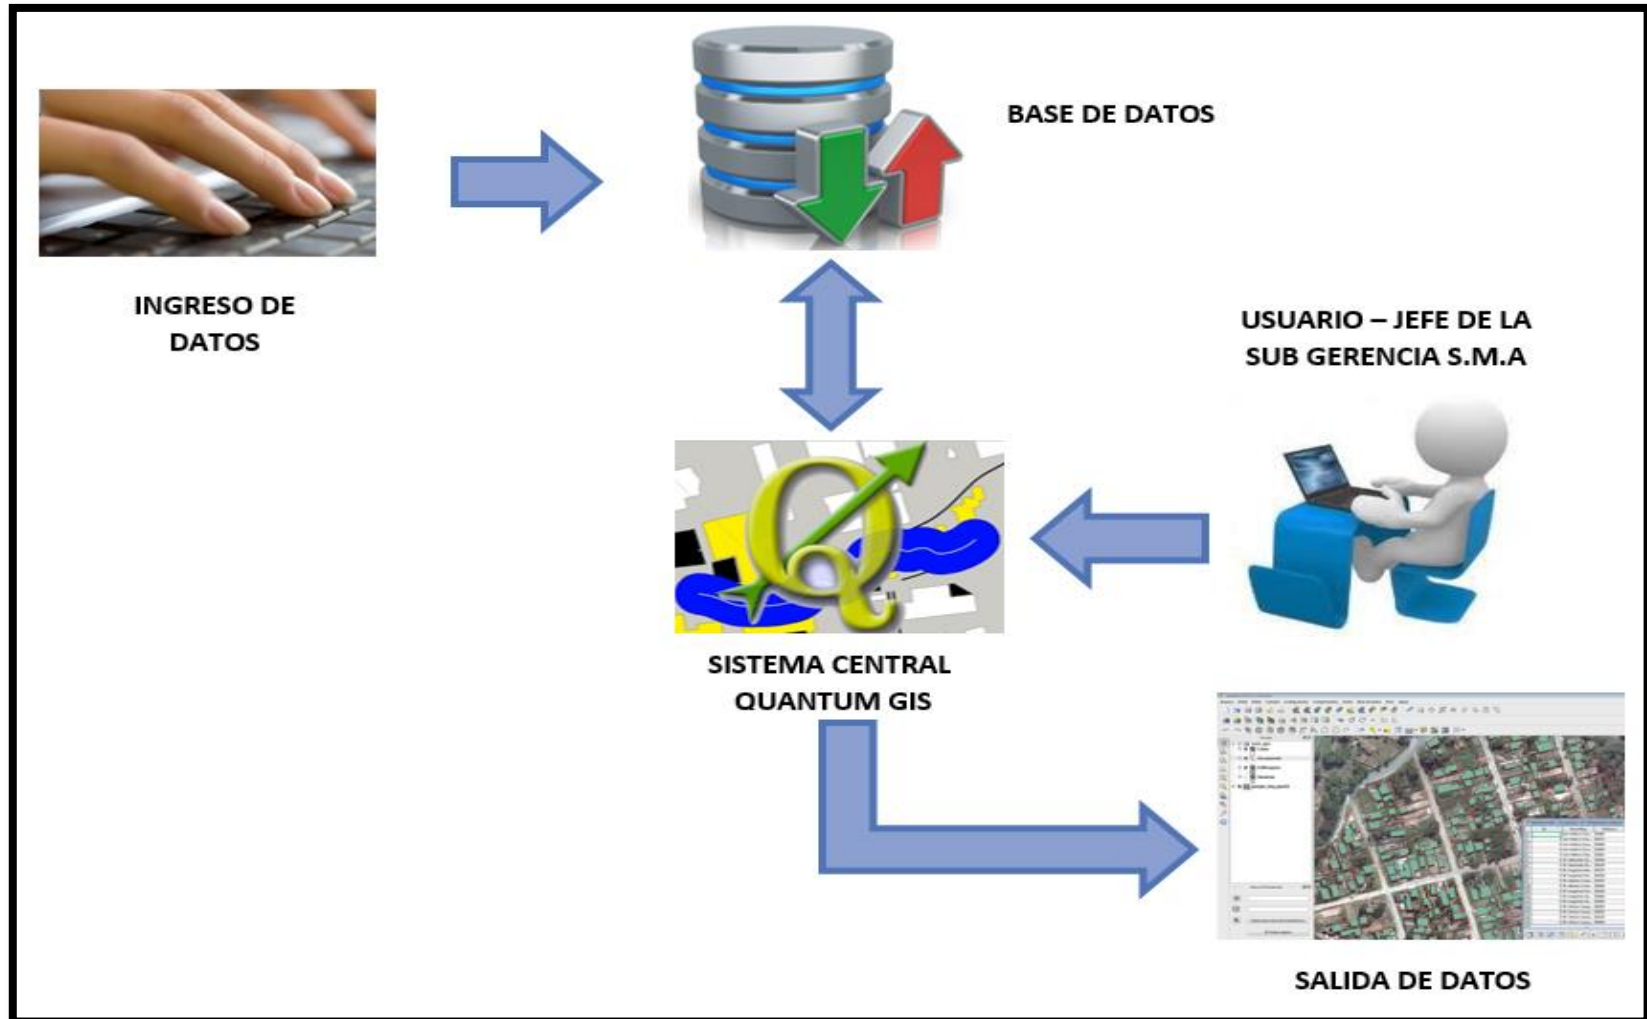 BASE DE DATOS
INGRESO DE
DATOS
USUARIO – JEFE DE LA
SUB GERENCIA S.M.A
SISTEMA CENTRAL
QUANTUM GIS
SALIDA DE DATOS